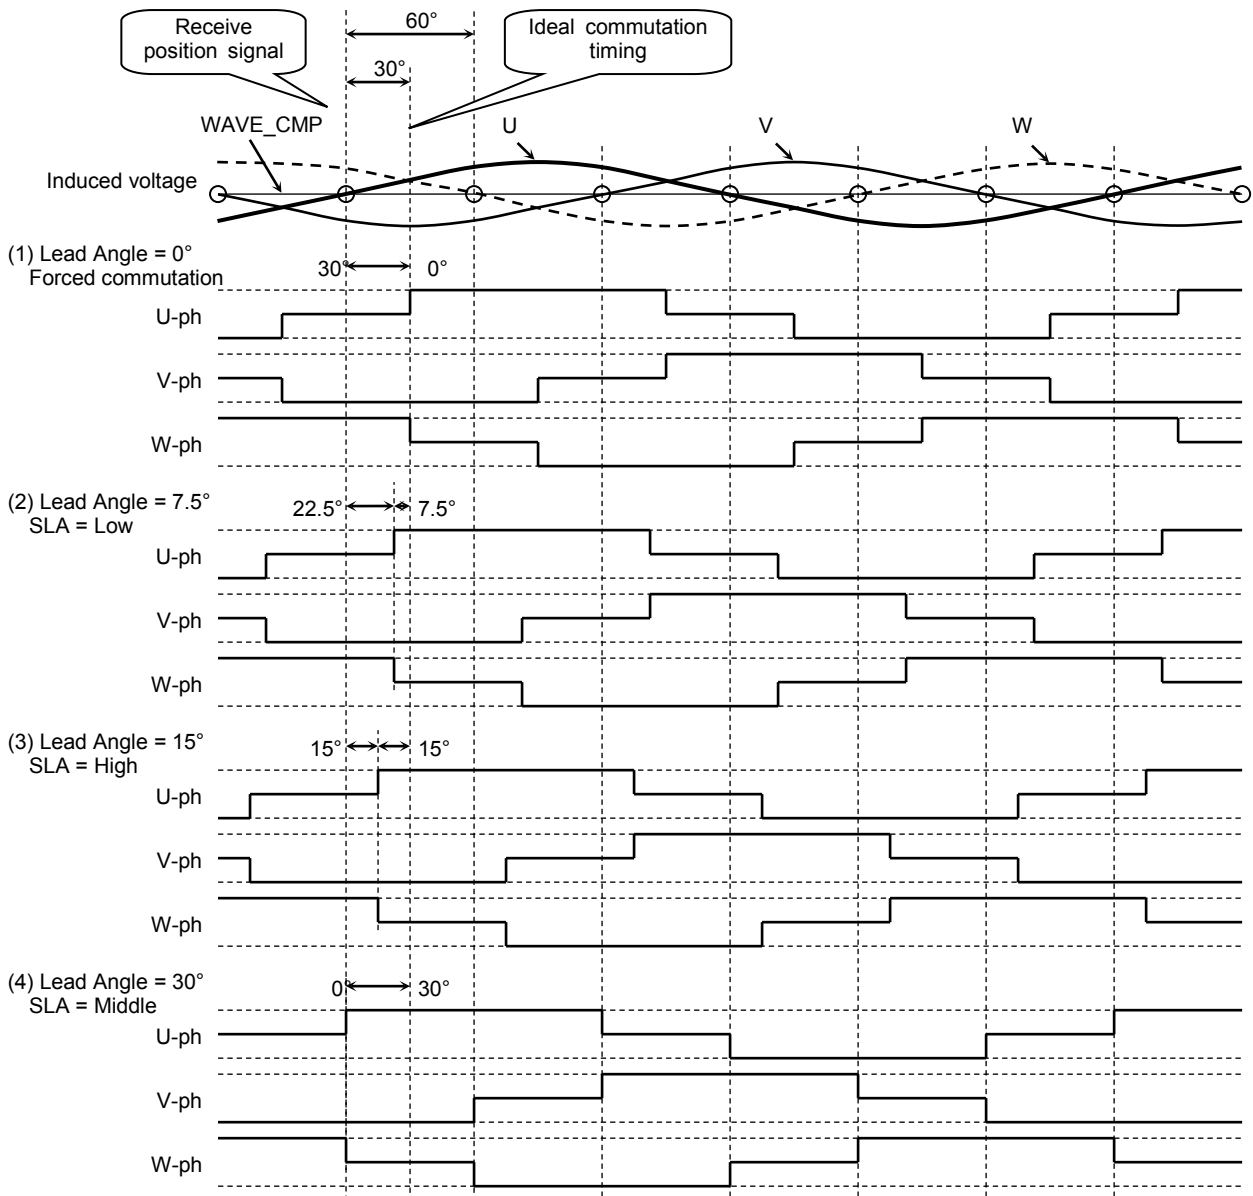 Receive
position signal
60°
Ideal commutation
timing
30°
WAVE_CMP
U
V
W
Induced voltage
(1) Lead Angle = 0°
Forced commutation
30°
0°
U-ph
V-ph
W-ph
(2) Lead Angle = 7.5°
SLA = Low
22.5°
7.5°
U-ph
V-ph
W-ph
(3) Lead Angle = 15°
SLA = High
15°
15°
U-ph
V-ph
W-ph
(4) Lead Angle = 30°
SLA = Middle
0°
30°
U-ph
V-ph
W-ph